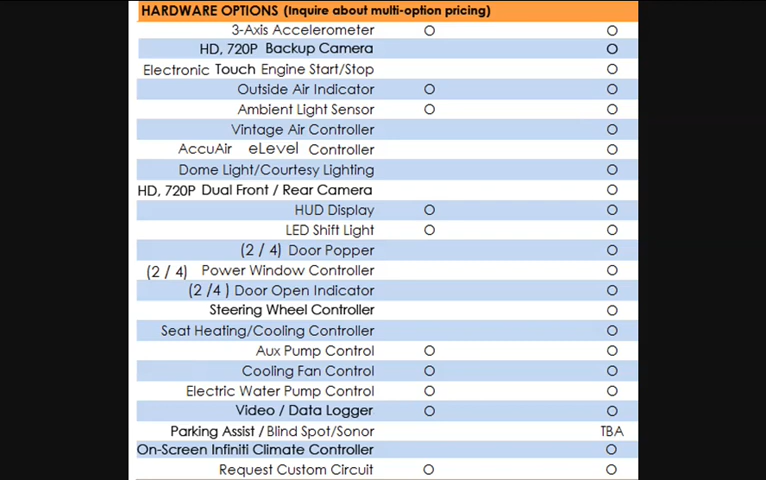 HARDWARE OPTIONS (Inquire about multi-option pricing)
3-Axis Accelerometer O O
HD, 720P Backup Camera O
Electronic Touch Engine Start/Stop O
Outside Air Indicator O O
Ambient Light Sensor O O
Vintage Air Controller O
AccuAir eLevel Controller O
Dome Light/Courtesy Lighting O
HD, 720P Dual Front / Rear Camera O
HUD Display O O
LED Shift Light O O
(2 / 4) Door Popper O
(2 / 4) Power Window Controller O
(2 /4 ) Door Open Indicator O
Steering Wheel Controller O
Seat Heating/Cooling Controller O
Aux Pump Control O O
Cooling Fan Control O O
Electric Water Pump Control O O
Video / Data Logger O O
Parking Assist / Blind Spot/Sonor TBA
On-Screen Infiniti Climate Controller O
Request Custom Circuit O O